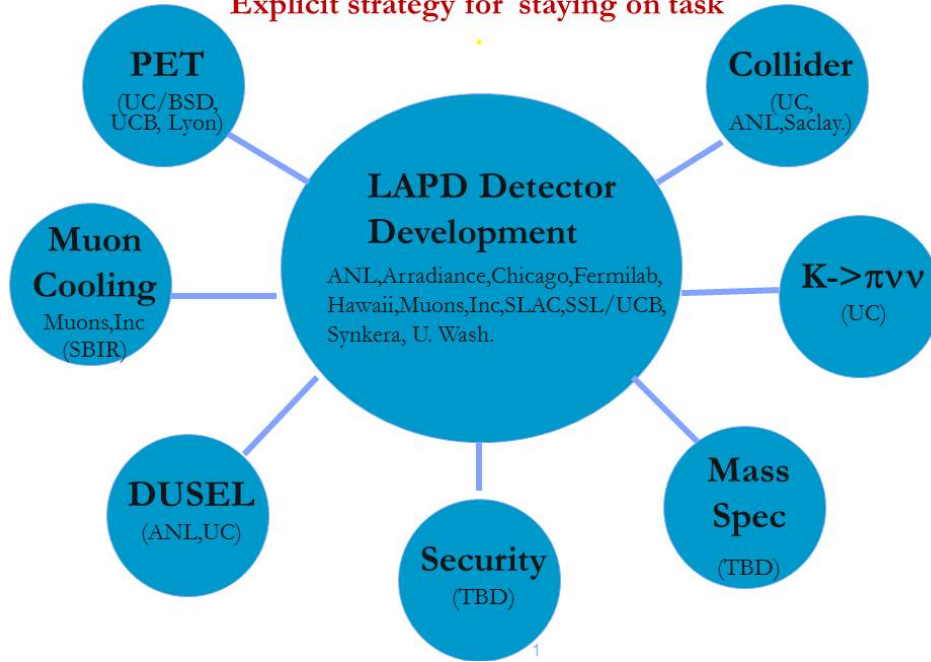 Explicit strategy for staying on task
PET
(UC/BSD,
UCB, Lyon)
Collider
(UC,
ANL,Saclay.)
LAPD Detector
Development
ANL,Arradiance,Chicago,Fermilab,
Hawaii,Muons,Inc,SLAC,SSL/UCB,
Synkera, U. Wash.
Muon
Cooling
Muons,Inc
(SBIR)
K->πνν
(UC)
DUSEL
(ANL,UC)
Mass
Spec
(TBD)
Security
(TBD)
1